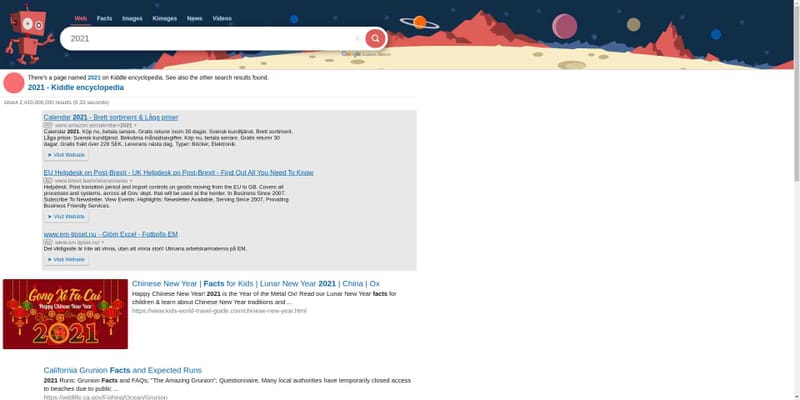 Web Facts Images Kimages News Videos
2021
Google Custom Search
There's a page named 2021 on Kiddle encyclopedia. See also the other search results found.
2021 - Kiddle encyclopedia
About 2,410,000,000 results (0.33 seconds)
Calendar 2021 - Brett sortiment & Låga priser
Ad www.amazon.se/calendar+2021
Calendar 2021. Köp nu, betala senare. Gratis returer inom 30 dagar. Svensk kundtjänst. Brett sortiment.
Låga priser. Svensk kundtjänst. Bekväma månadsavgifter. Köp nu, betala senare. Gratis returer 30
dagar. Gratis frakt över 229 SEK. Leverans nästa dag. Typer: Böcker, Elektronik.
Visit Website
EU Helpdesk on Post-Brexit - UK Helpdesk on Post-Brexit - Find Out All You Need To Know
Ad
Helpdesk: Post transition period and import controls on goods moving from the EU to GB. Covers all
processes and systems, across all Gov. dept. that will be used at the border. In Business Since 2007.
Subscribe To Newsletter. View Events. Highlights: Newsletter Available, Serving Since 2007, Providing
Business Friendly Services.
Visit Website
www.em-tipset.nu - Glöm Excel - Fotbolls-EM
Ad www.em-tipset.nu/
Det viktigaste är inte att vinna, utan att vinna stort! Utmana arbetskamraterna på EM.
Visit Website
Gong Xi Fa Cai
Happy Chinese New Year
2021
Chinese New Year | Facts for Kids | Lunar New Year 2021 | China | Ox
Happy Chinese New Year! 2021 is the Year of the Metal Ox! Read our Lunar New Year facts for
children & learn about Chinese New Year traditions and ...
https://www.kids-world-travel-guide.com/chinese-new-year.html
California Grunion Facts and Expected Runs
2021 Runs; Grunion Facts and FAQs; "The Amazing Grunion"; Questionnaire. Many local authorities have temporarily closed access
to beaches due to public ...
https://wildlife.ca.gov/Fishing/Ocean/Grunion